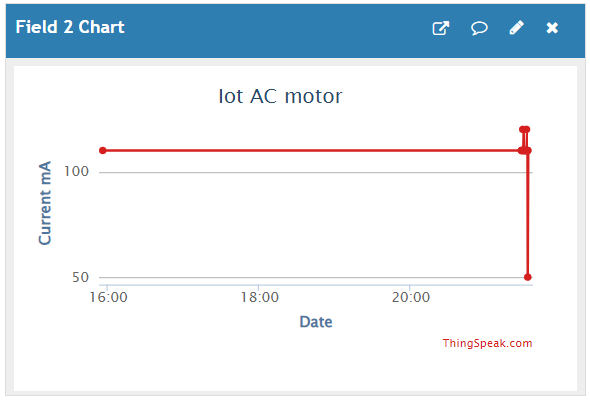 Field 2 Chart
Iot AC motor
Current mA
100
50
16:00 18:00 20:00
Date
ThingSpeak.com